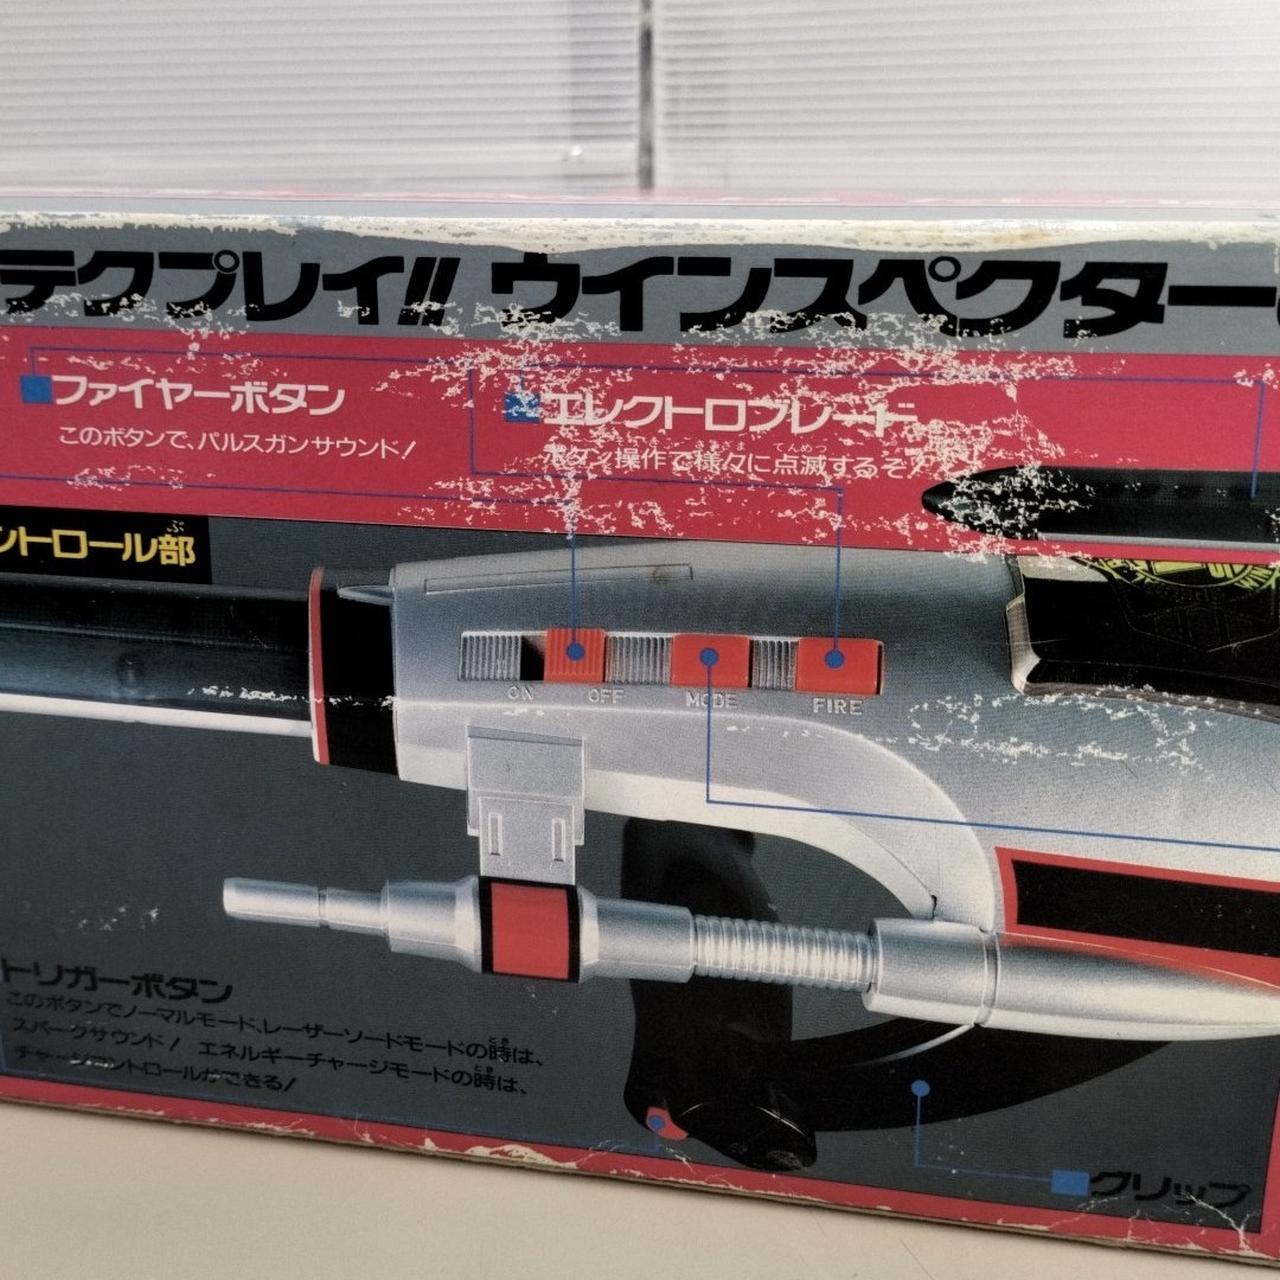 テクプレイ!! ウインスペクター
ファイヤーボタン
このボタンで、パルスガンサウンド!
エレクトロブレード
ボタン操作で様々に点滅するぞ
てんめつ
ントロール部
ぶ
ON OFF MODE FIRE
トリガーボタン
このボタンでノーマルモード、レーザーソードモードの時は、
スパークサウンド! エネルギーチャージモードの時は、
チャージコントロールができる!
グリップ